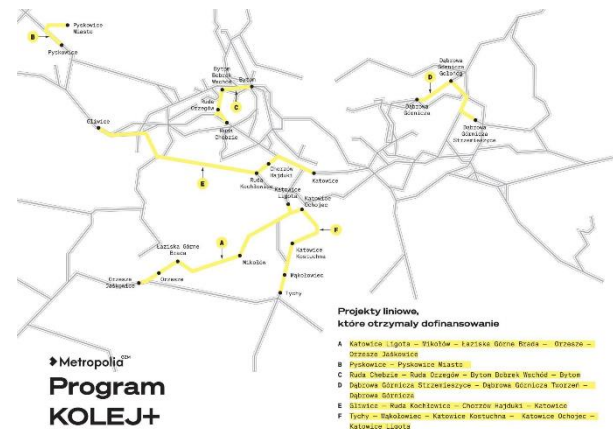 Pyskowice
Miasto
B
Pyskowice
Bytom
Bobrek
Wschód
Bytom
Ruda
Orzegów
C
Ruda
Chebzie
Gliwice
Dąbrowa
Górnicza
Gołonóg
D
Dąbrowa
Górnicza
Dąbrowa
Górnicza
Strzemieszyce
Chorzów
Hajduki
Ruda
Kochłowice
Katowice
E
Katowice
Ligota
Katowice
Ochojec
F
A
Łaziska Górne
Brada
Mikołów
Katowice
Kostuchna
Orzesze
Jaśkowice
Orzesze
Mąkołowiec
Tychy
Projekty liniowe,
które otrzymały dofinansowanie
A Katowice Ligota – Mikołów – Łaziska Górne Brada – Orzesze –
Orzesze Jaśkowice
B Pyskowice – Pyskowice Miasto
C Ruda Chebzie – Ruda Orzegów – Bytom Bobrek Wschód – Bytom
D Dąbrowa Górnicza Strzemieszyce – Dąbrowa Górnicza Tworzeń –
Dąbrowa Górnicza
E Gliwice – Ruda Kochłowice – Chorzów Hajduki – Katowice
F Tychy – Mąkołowiec – Katowice Kostuchna – Katowice Ochojec –
Katowice Ligota
Metropolia GZM
Program
KOLEJ+